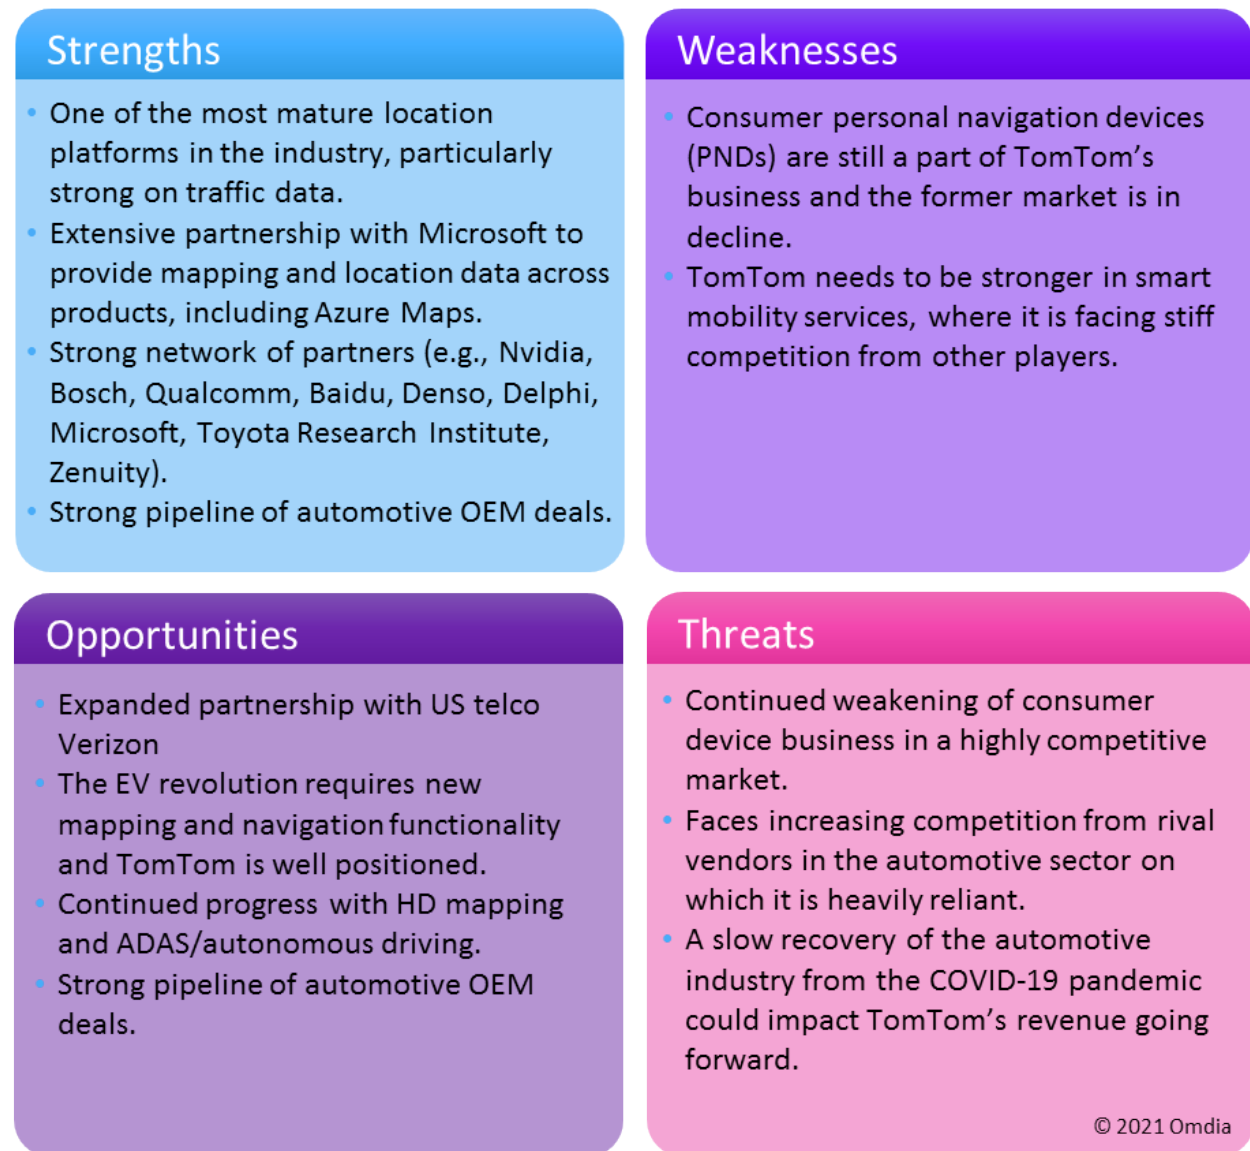 Strengths
• One of the most mature location
platforms in the industry, particularly
strong on traffic data.
• Extensive partnership with Microsoft to
provide mapping and location data across
products, including Azure Maps.
• Strong network of partners (e.g., Nvidia,
Bosch, Qualcomm, Baidu, Denso, Delphi,
Microsoft, Toyota Research Institute,
Zenuity).
• Strong pipeline of automotive OEM deals.
Weaknesses
• Consumer personal navigation devices
(PNDs) are still a part of TomTom’s
business and the former market is in
decline.
• TomTom needs to be stronger in smart
mobility services, where it is facing stiff
competition from other players.
Opportunities
• Expanded partnership with US telco
Verizon
• The EV revolution requires new
mapping and navigation functionality
and TomTom is well positioned.
• Continued progress with HD mapping
and ADAS/autonomous driving.
• Strong pipeline of automotive OEM
deals.
Threats
• Continued weakening of consumer
device business in a highly competitive
market.
• Faces increasing competition from rival
vendors in the automotive sector on
which it is heavily reliant.
• A slow recovery of the automotive
industry from the COVID-19 pandemic
could impact TomTom’s revenue going
forward.
© 2021 Omdia